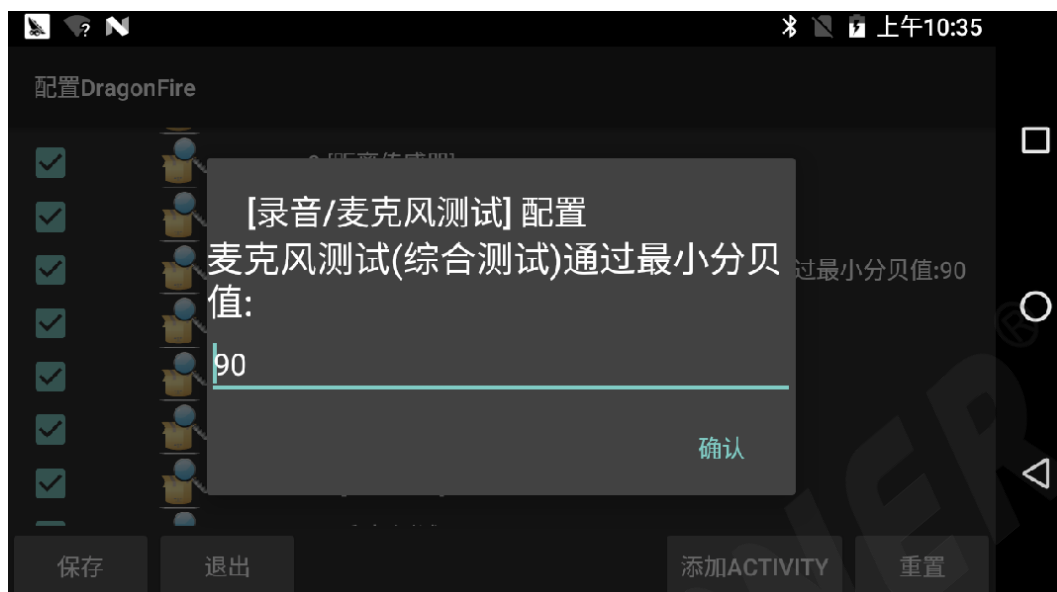 上午10:35
配置DragonFire
[录音/麦克风测试] 配置
麦克风测试(综合测试)通过最小分贝
值:
过最小分贝值:90
90
确认
保存
退出
添加ACTIVITY
重置